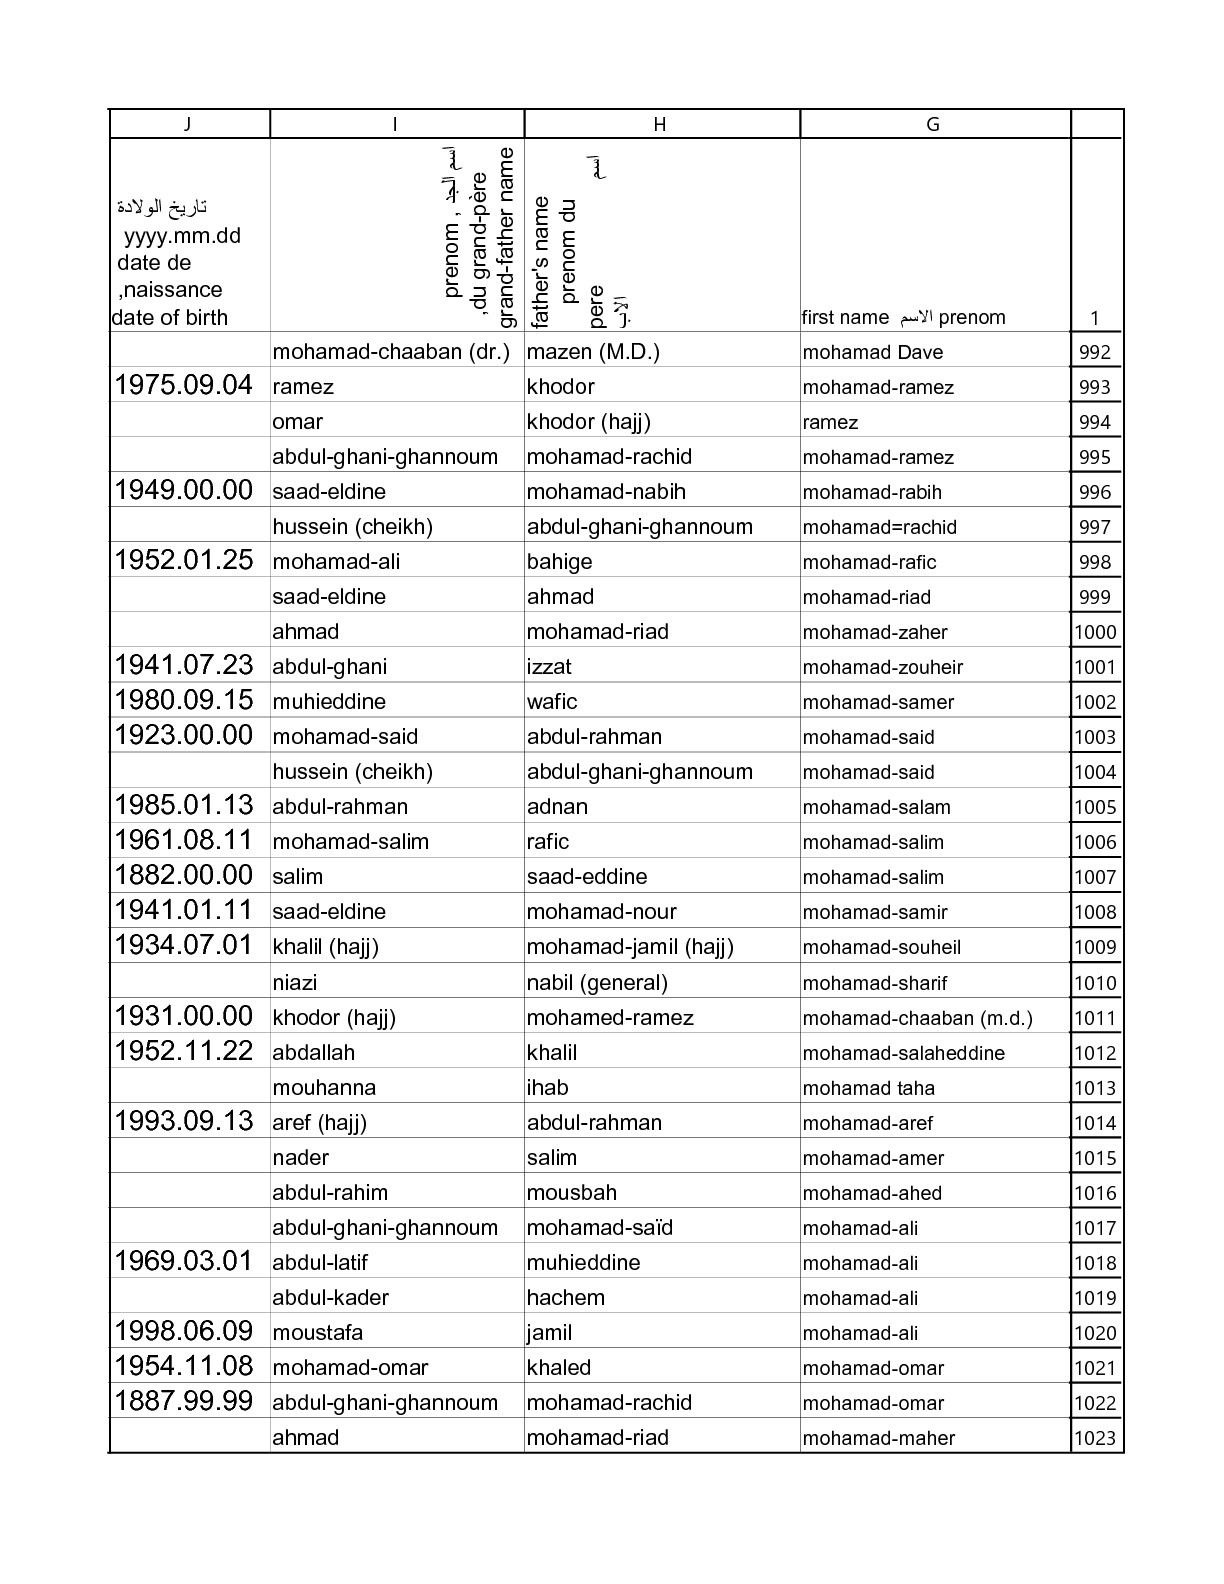 J I H G
تاريخ الولادة
yyyy.mm.dd
date de
,naissance
date of birth
اسم الجد , prenom
,du grand-père
grand-father name
father's name
prenom du
pere اسم
الاب
first name الاسم prenom 1
mohamad-chaaban (dr.) mazen (M.D.) mohamad Dave 992
1975.09.04 ramez khodor mohamad-ramez 993
omar khodor (hajj) ramez 994
abdul-ghani-ghannoum mohamad-rachid mohamad-ramez 995
1949.00.00 saad-eldine mohamad-nabih mohamad-rabih 996
hussein (cheikh) abdul-ghani-ghannoum mohamad=rachid 997
1952.01.25 mohamad-ali bahige mohamad-rafic 998
saad-eldine ahmad mohamad-riad 999
ahmad mohamad-riad mohamad-zaher 1000
1941.07.23 abdul-ghani izzat mohamad-zouheir 1001
1980.09.15 muhieddine wafic mohamad-samer 1002
1923.00.00 mohamad-said abdul-rahman mohamad-said 1003
hussein (cheikh) abdul-ghani-ghannoum mohamad-said 1004
1985.01.13 abdul-rahman adnan mohamad-salam 1005
1961.08.11 mohamad-salim rafic mohamad-salim 1006
1882.00.00 salim saad-eddine mohamad-salim 1007
1941.01.11 saad-eldine mohamad-nour mohamad-samir 1008
1934.07.01 khalil (hajj) mohamad-jamil (hajj) mohamad-souheil 1009
niazi nabil (general) mohamad-sharif 1010
1931.00.00 khodor (hajj) mohamed-ramez mohamad-chaaban (m.d.) 1011
1952.11.22 abdallah khalil mohamad-salaheddine 1012
mouhanna ihab mohamad taha 1013
1993.09.13 aref (hajj) abdul-rahman mohamad-aref 1014
nader salim mohamad-amer 1015
abdul-rahim mousbah mohamad-ahed 1016
abdul-ghani-ghannoum mohamad-saïd mohamad-ali 1017
1969.03.01 abdul-latif muhieddine mohamad-ali 1018
abdul-kader hachem mohamad-ali 1019
1998.06.09 moustafa jamil mohamad-ali 1020
1954.11.08 mohamad-omar khaled mohamad-omar 1021
1887.99.99 abdul-ghani-ghannoum mohamad-rachid mohamad-omar 1022
ahmad mohamad-riad mohamad-maher 1023